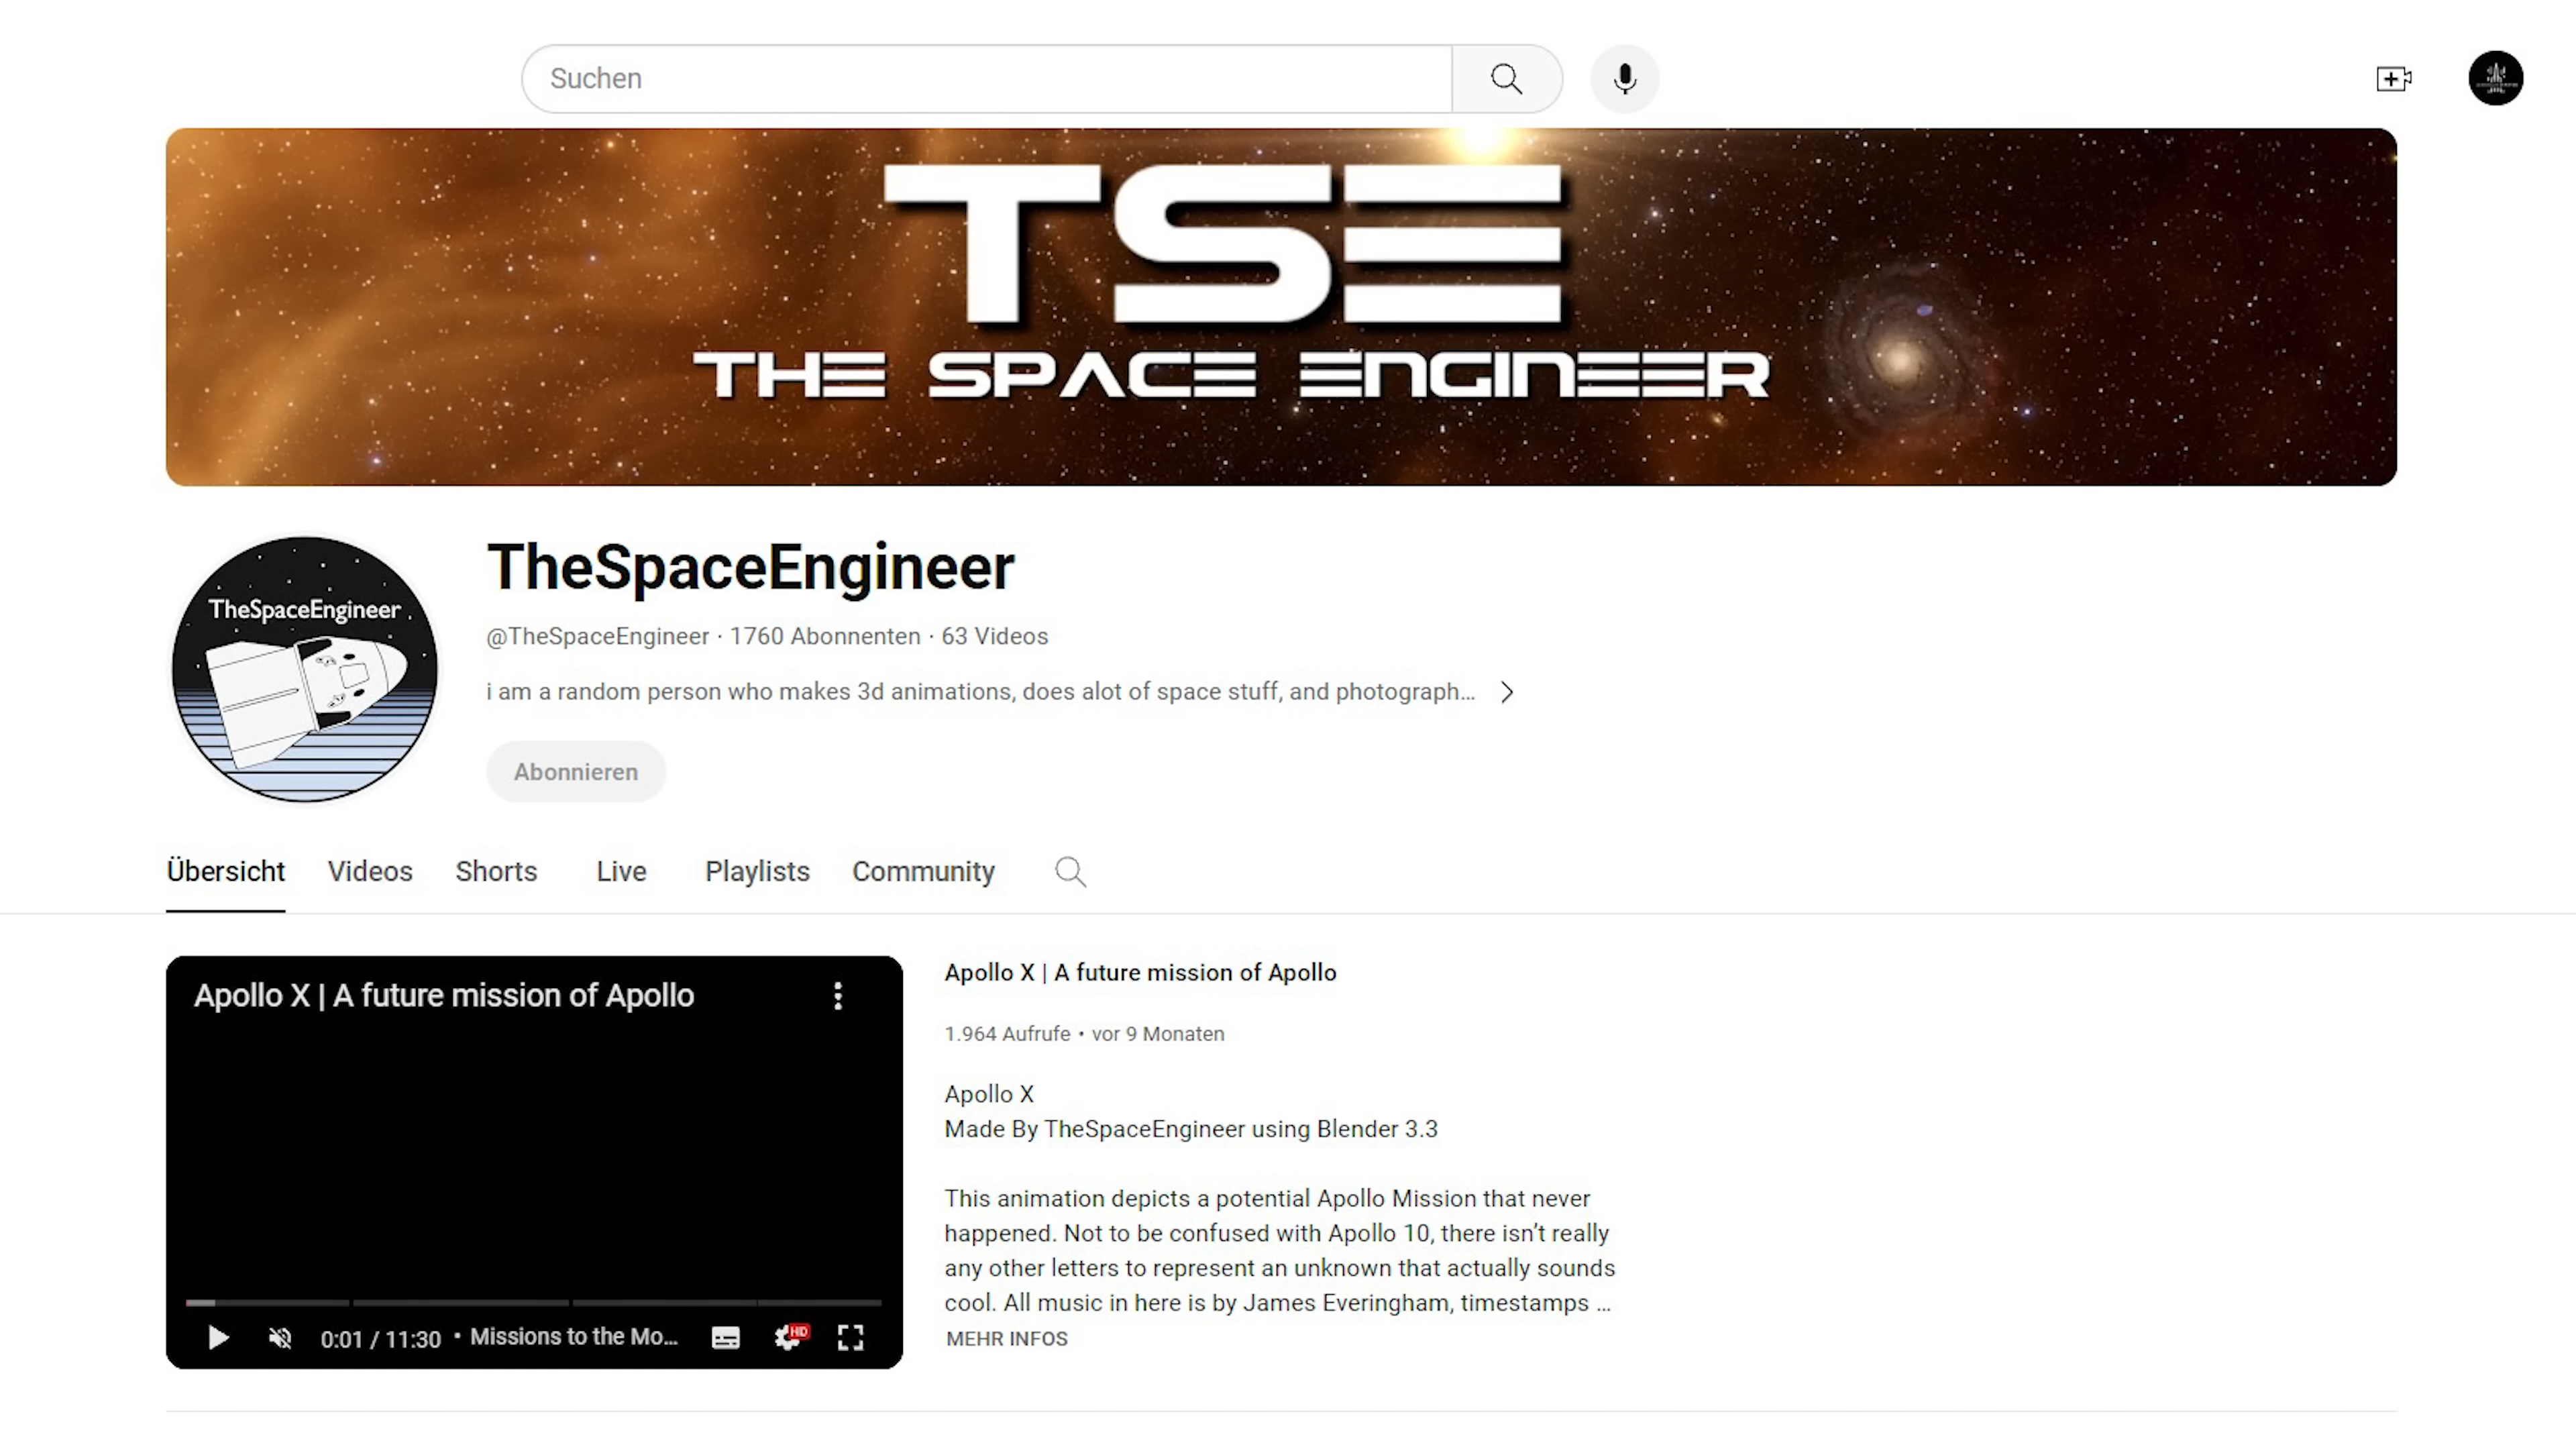 Suchen
TSE
THE SPACE ENGINEER
TheSpaceEngineer
TheSpaceEngineer
@TheSpaceEngineer · 1760 Abonnenten · 63 Videos
i am a random person who makes 3d animations, does alot of space stuff, and photograph...
Abonnieren
Übersicht Videos Shorts Live Playlists Community
Apollo X | A future mission of Apollo
0:01 / 11:30 • Missions to the Mo...
HD
Apollo X | A future mission of Apollo
1.964 Aufrufe • vor 9 Monaten
Apollo X
Made By TheSpaceEngineer using Blender 3.3
This animation depicts a potential Apollo Mission that never
happened. Not to be confused with Apollo 10, there isn’t really
any other letters to represent an unknown that actually sounds
cool. All music in here is by James Everingham, timestamps ...
MEHR INFOS